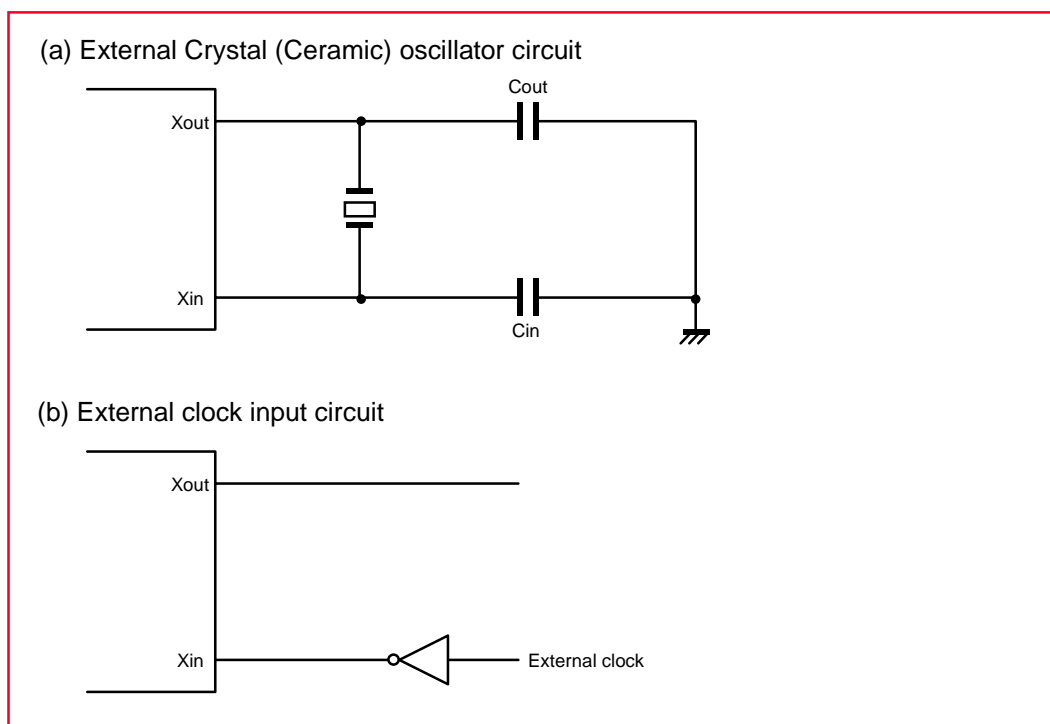 (a) External Crystal (Ceramic) oscillator circuit
Cout
Xout
Xin
Cin
(b) External clock input circuit
Xout
Xin
External clock